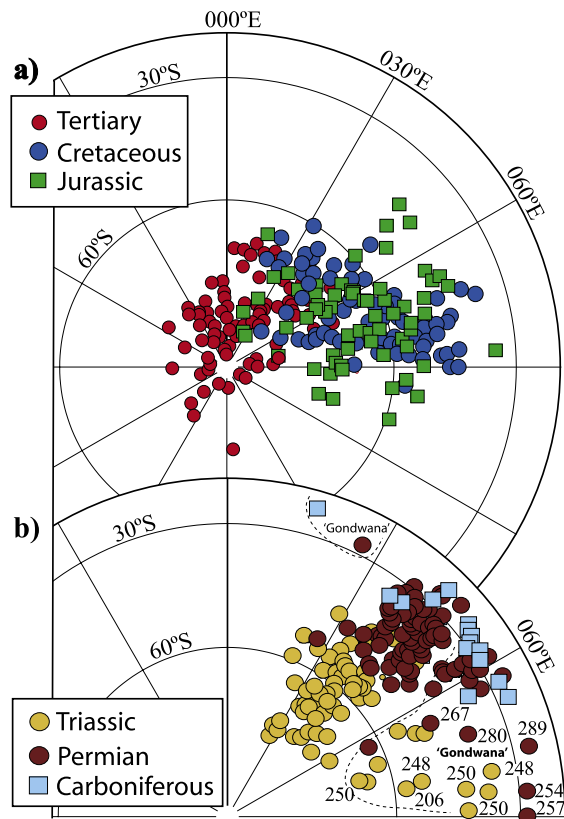 000ºE
a)
30ºS
030ºE
Tertiary
Cretaceous
Jurassic
060ºE
60ºS
b)
30ºS
'Gondwana'
060ºE
60ºS
Triassic
Permian
Carboniferous
267
280
289
'Gondwana'
248
250
248
250
206
254
250
257